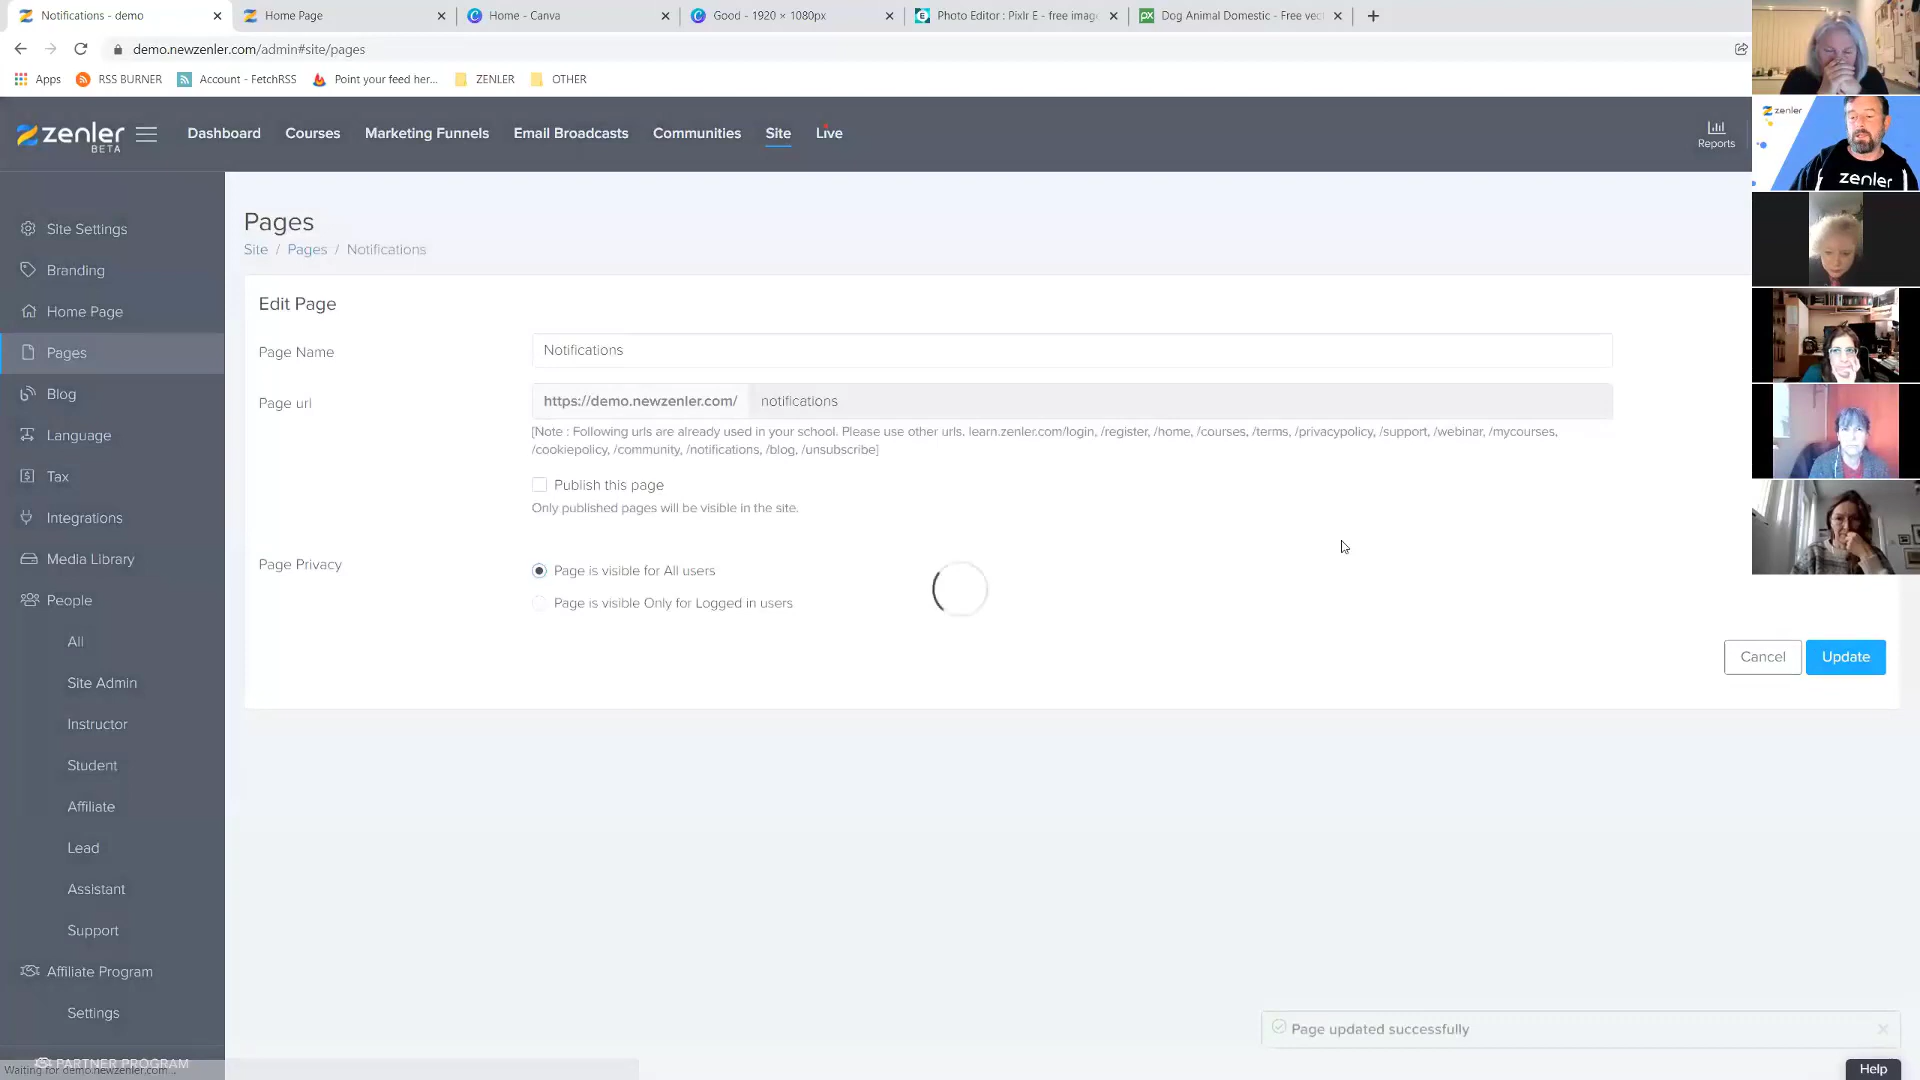 Notifications - demo
Home Page
Home - Canva
Good - 1920 × 1080px
Photo Editor : Pixlr E - free imag
Dog Animal Domestic - Free vect
demo.newzenler.com/admin#site/pages
Apps
RSS BURNER
Account - FetchRSS
Point your feed her...
ZENLER
OTHER
zenler
BETA
Dashboard
Courses
Marketing Funnels
Email Broadcasts
Communities
Site
Live
Reports
zenler
zenler
Site Settings
Branding
Home Page
Pages
Blog
Language
Tax
Integrations
Media Library
People
All
Site Admin
Instructor
Student
Affiliate
Lead
Assistant
Support
Affiliate Program
Settings
PARTNER PROGRAM
Waiting for demo.newzenler.com...
Pages
Site / Pages / Notifications
Edit Page
Page Name
Notifications
Page url
https://demo.newzenler.com/ notifications
[Note : Following urls are already used in your school. Please use other urls. learn.zenler.com/login, /register, /home, /courses, /terms, /privacypolicy, /support, /webinar, /mycourses,
/cookiepolicy, /community, /notifications, /blog, /unsubscribe]
Publish this page
Only published pages will be visible in the site.
Page Privacy
Page is visible for All users
Page is visible Only for Logged in users
Cancel
Update
Page updated successfully
Help